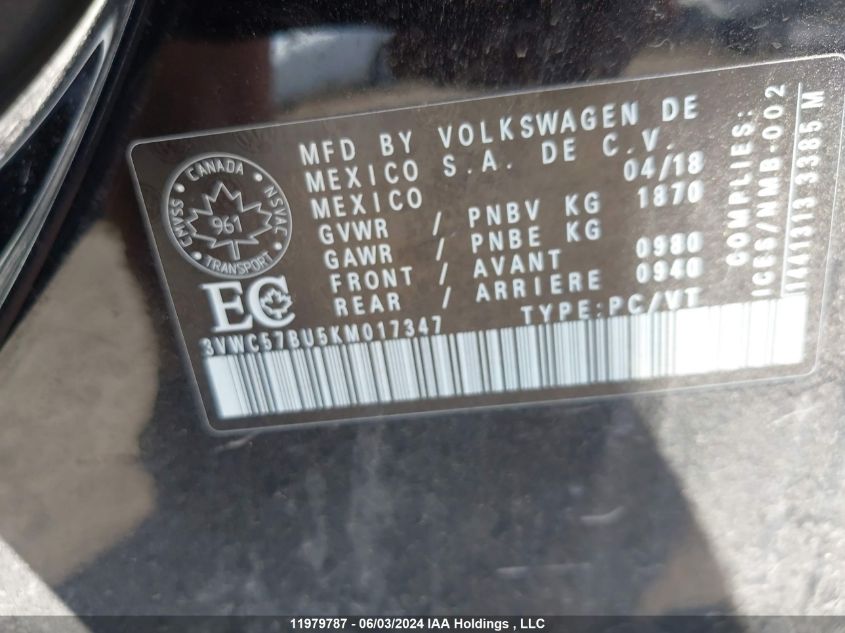 CANADA
CMVSS • NSVAC
961
TRANSPORT
EC
MFD BY VOLKSWAGEN DE
MEXICO S.A. DE C.V.
MEXICO 04/18
GVWR / PNBV KG 1870
GAWR / PNBE KG
FRONT / AVANT 0980
REAR / ARRIERE 0940
TYPE:PC/VT
3VWC57BU5KM017347
COMPLIES:
ICES/NMB-002
1441313 3385 M
11979787 - 06/03/2024 IAA Holdings , LLC